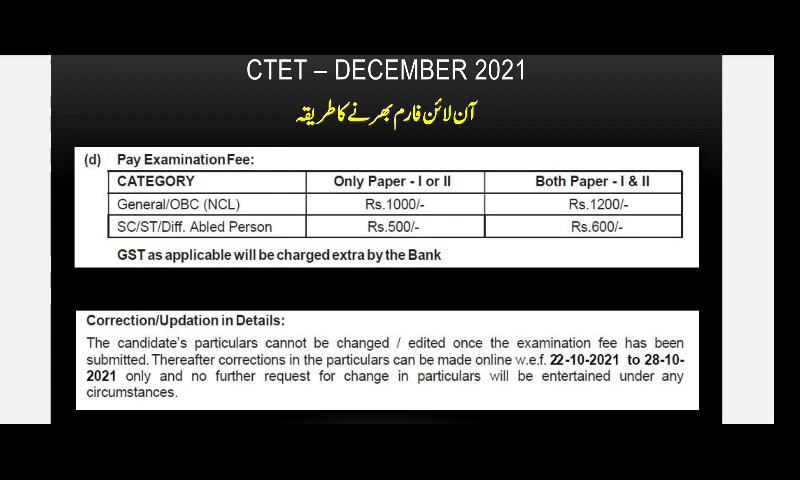 CTET – DECEMBER 2021
آن لائن فارم بھرنے کا طریقہ
(d) Pay Examination Fee:
CATEGORY Only Paper - I or II Both Paper - I & II
General/OBC (NCL) Rs.1000/- Rs.1200/-
SC/ST/Diff. Abled Person Rs.500/- Rs.600/-
GST as applicable will be charged extra by the Bank
Correction/Updation in Details:
The candidate's particulars cannot be changed / edited once the examination fee has been
submitted. Thereafter corrections in the particulars can be made online w.e.f. 22-10-2021 to 28-10-
2021 only and no further request for change in particulars will be entertained under any
circumstances.